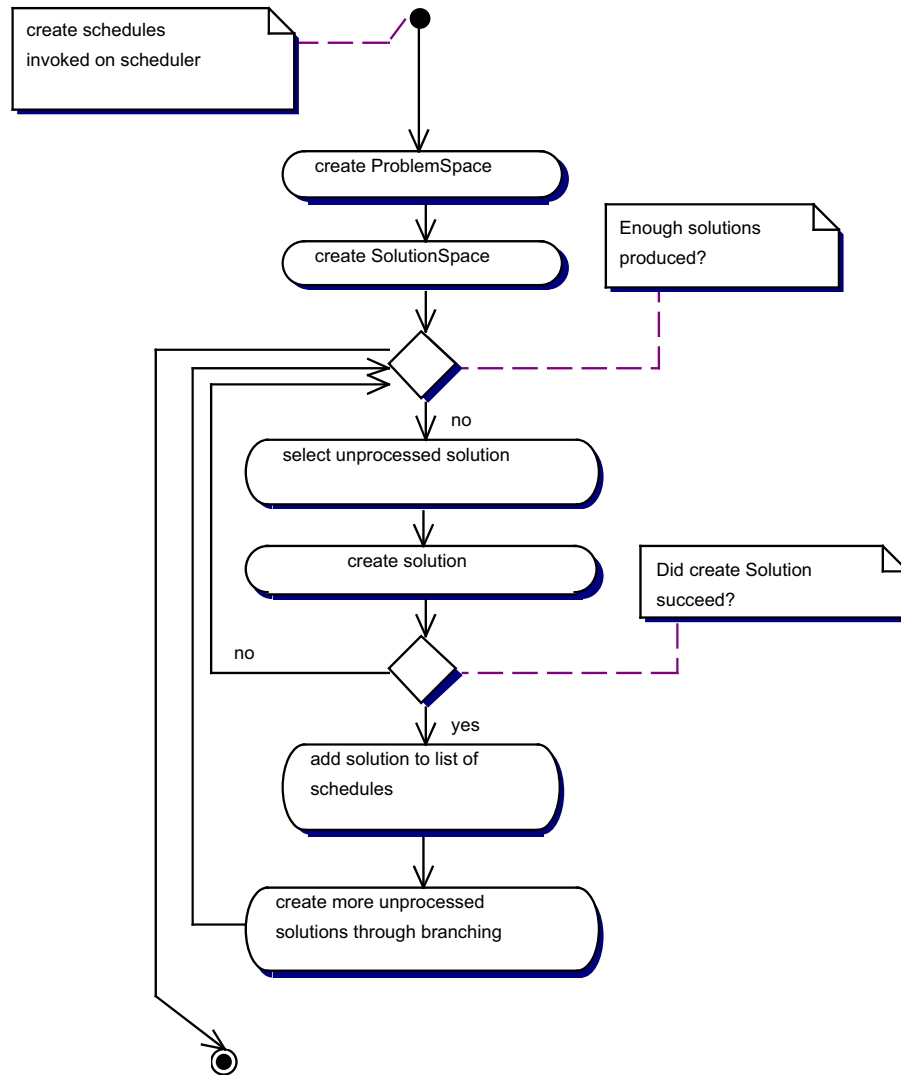 create schedules
invoked on scheduler
create ProblemSpace
Enough solutions
produced?
create SolutionSpace
no
select unprocessed solution
create solution
Did create Solution
succeed?
no
yes
add solution to list of
schedules
create more unprocessed
solutions through branching